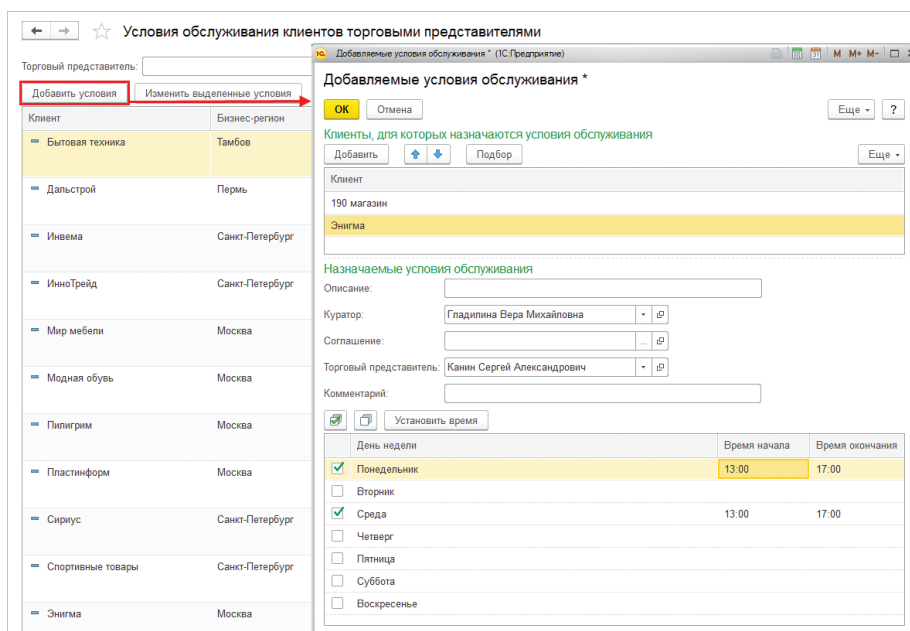 Условия обслуживания клиентов торговыми представителями
Торговый представитель:
Добавить условия Изменить выделенные условия
Клиент Бизнес-регион
Бытовая техника Тамбов
Дальстрой Пермь
Инвема Санкт-Петербург
ИнноТрейд Санкт-Петербург
Мир мебели Москва
Модная обувь Москва
Пилигрим Москва
Пластинформ Москва
Сириус Санкт-Петербург
Спортивные товары Санкт-Петербург
Энигма Москва
Добавляемые условия обслуживания * (1С:Предприятие) M M+ M-
Добавляемые условия обслуживания *
ОК Отмена Еще ?
Клиенты, для которых назначаются условия обслуживания
Добавить Подбор Еще
Клиент
190 магазин
Энигма
Назначаемые условия обслуживания
Описание:
Куратор: Гладилина Вера Михайловна
Соглашение: ...
Торговый представитель: Канин Сергей Александрович
Комментарий:
Установить время
День недели Время начала Время окончания
Понедельник 13:00 17:00
Вторник
Среда 13:00 17:00
Четверг
Пятница
Суббота
Воскресенье